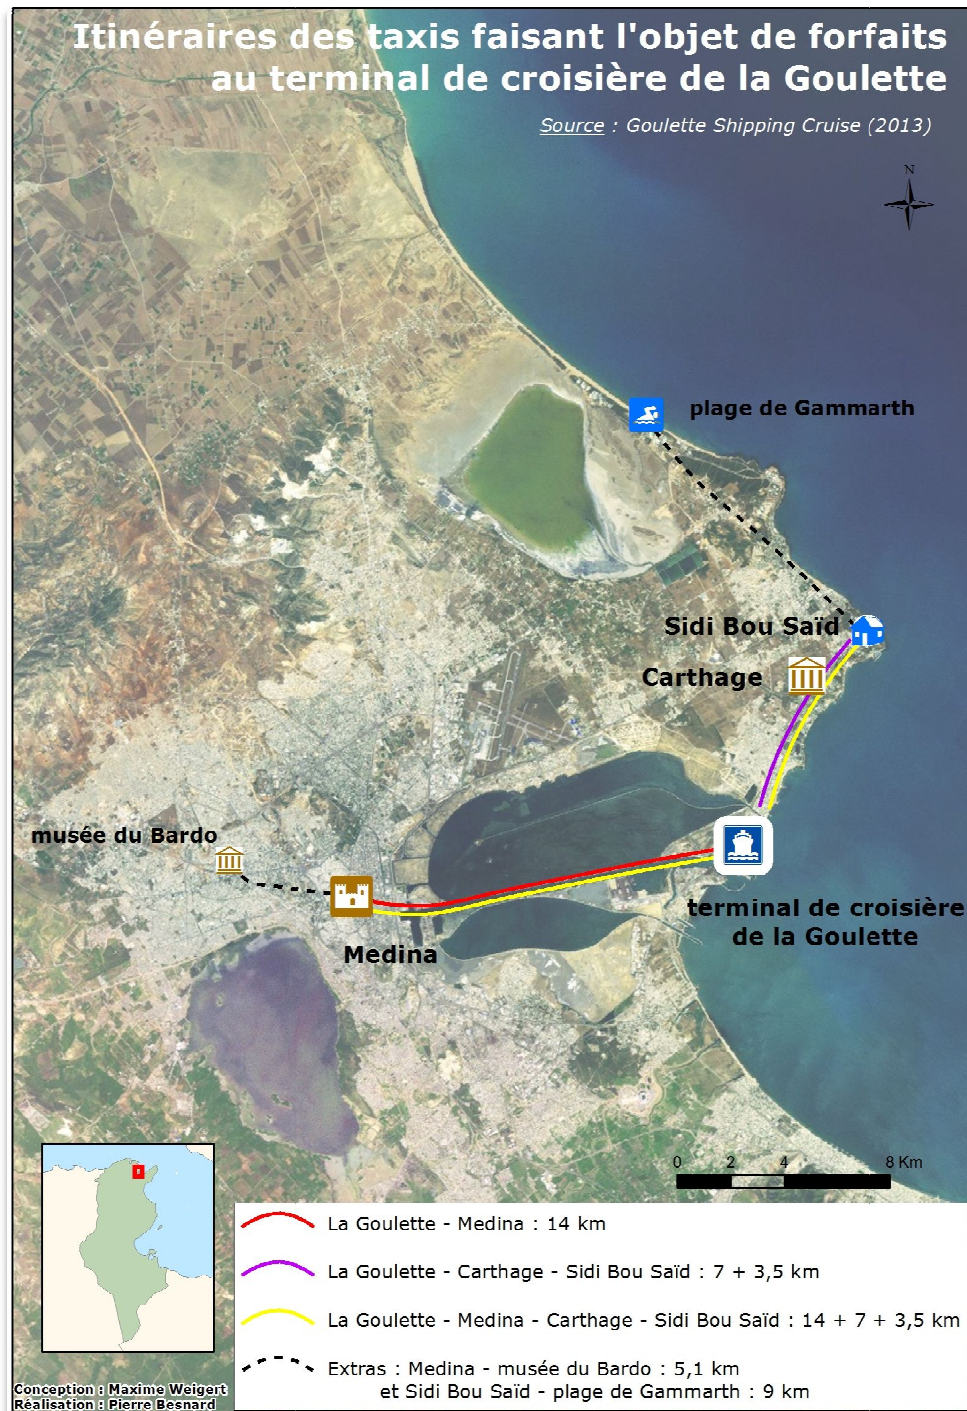 Itinéraires des taxis faisant l'objet de forfaits
au terminal de croisière de la Goulette
Source : Goulette Shipping Cruise (2013)
N
plage de Gammarth
Sidi Bou Saïd
Carthage
musée du Bardo
terminal de croisière
de la Goulette
Medina
0 2 4 8 Km
La Goulette - Medina : 14 km
La Goulette - Carthage - Sidi Bou Saïd : 7 + 3,5 km
La Goulette - Medina - Carthage - Sidi Bou Saïd : 14 + 7 + 3,5 km
Extras : Medina - musée du Bardo : 5,1 km
et Sidi Bou Saïd - plage de Gammarth : 9 km
Conception : Maxime Weigert
Réalisation : Pierre Besnard